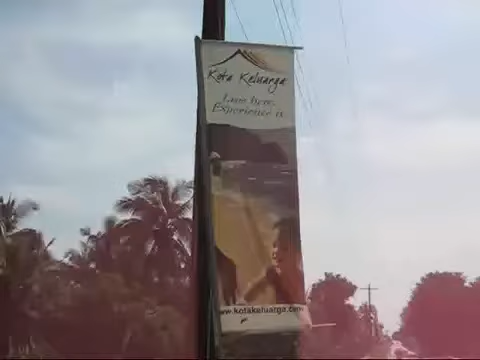 Kota Keluarga
Live here.
Experience it
www.kotakeluarga.com